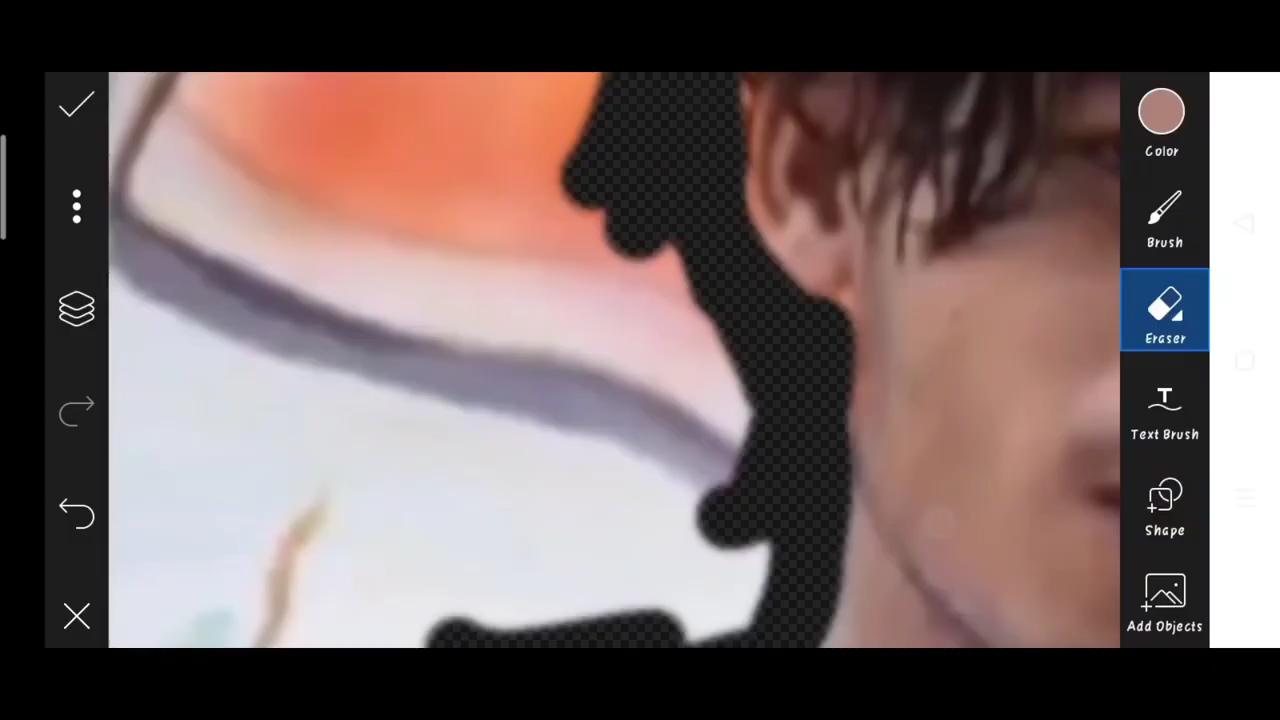 Color
Brush
Eraser
Text Brush
Shape
Add Objects